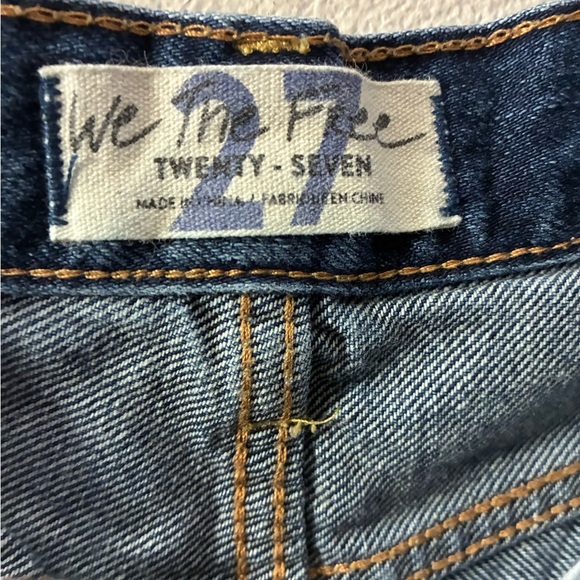 27
We The Free
TWENTY - SEVEN
MADE IN CHINA / FABRIQUE EN CHINE